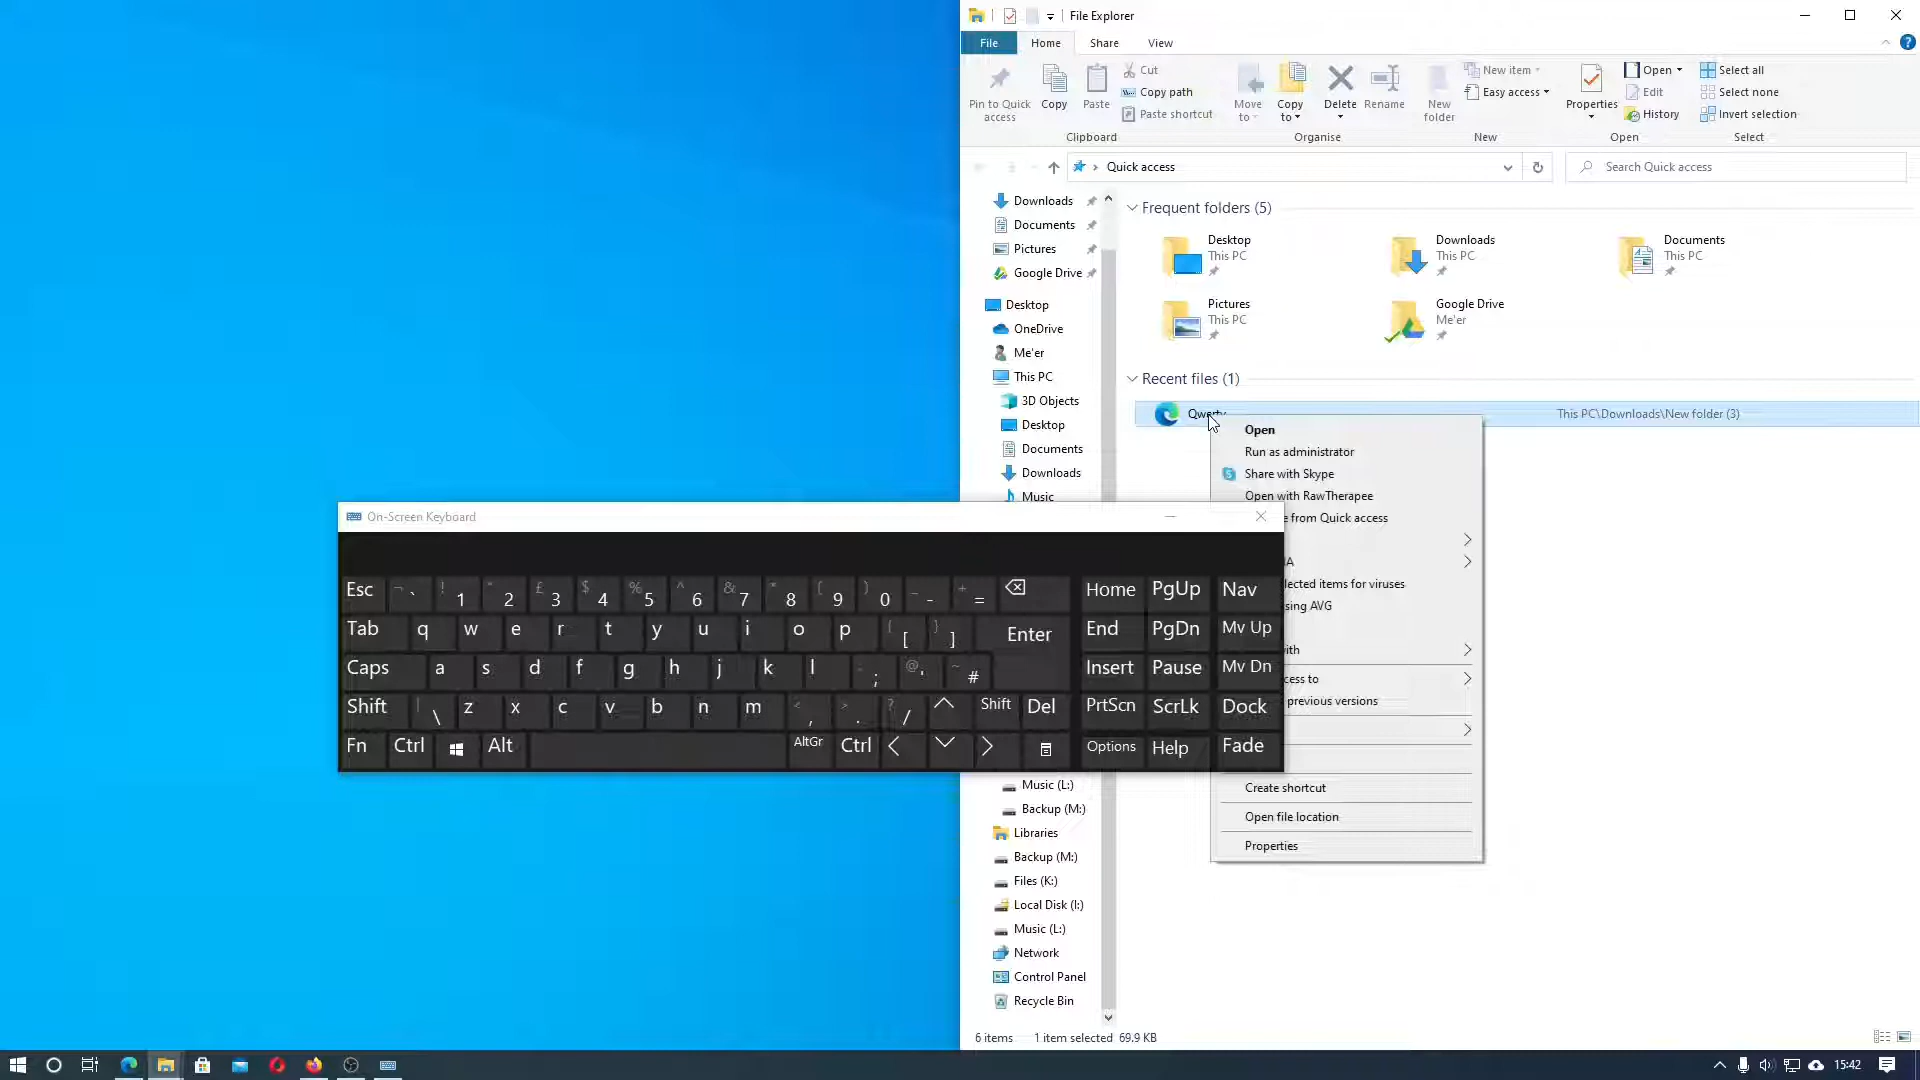 File Explorer
File Home Share View
Pin to Quick access
Copy
Paste
Cut
Copy path
Paste shortcut
Clipboard
Move to
Copy to
Delete
Rename
Organise
New folder
New item
Easy access
New
Properties
Open
Edit
History
Open
Select all
Select none
Invert selection
Select
Quick access
Search Quick access
Downloads
Documents
Pictures
Google Drive
Desktop
OneDrive
Me'er
This PC
3D Objects
Desktop
Documents
Downloads
Music
Music (L:)
Backup (M:)
Libraries
Backup (M:)
Files (K:)
Local Disk (I:)
Music (L:)
Network
Control Panel
Recycle Bin
Frequent folders (5)
Desktop
This PC
Downloads
This PC
Documents
This PC
Pictures
This PC
Google Drive
Me'er
Recent files (1)
Qwerty This PC\Downloads\New folder (3)
Open
Run as administrator
Share with Skype
Open with RawTherapee
from Quick access
items for viruses
AVG
to
previous versions
Create shortcut
Open file location
Properties
On-Screen Keyboard
Esc ¬ ` ! 1 " 2 £ 3 $ 4 % 5 ^ 6 & 7 * 8 ( 9 ) 0 _ - + = Home PgUp Nav
Tab q w e r t y u i o p { [ } ] Enter End PgDn Mv Up
Caps a s d f g h j k l : ; @ ' ~ # Insert Pause Mv Dn
Shift | \ z x c v b n m < , > . ? / Shift Del PrtScn ScrLk Dock
Fn Ctrl Alt AltGr Ctrl Options Help Fade
6 items 1 item selected 69.9 KB
15:42